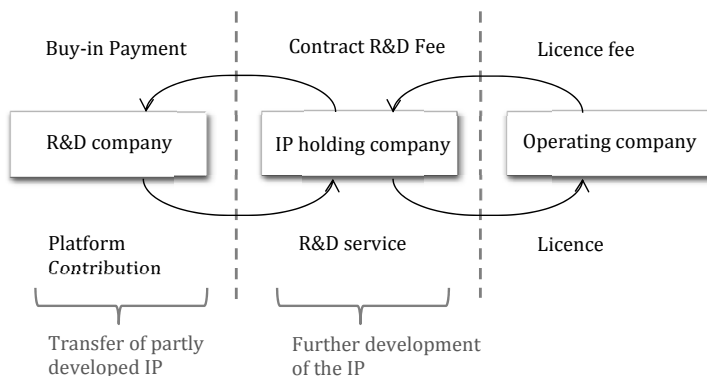 Buy-in Payment
Contract R&D Fee
Licence fee
R&D company
IP holding company
Operating company
Platform
Contribution
R&D service
Licence
Transfer of partly
developed IP
Further development
of the IP